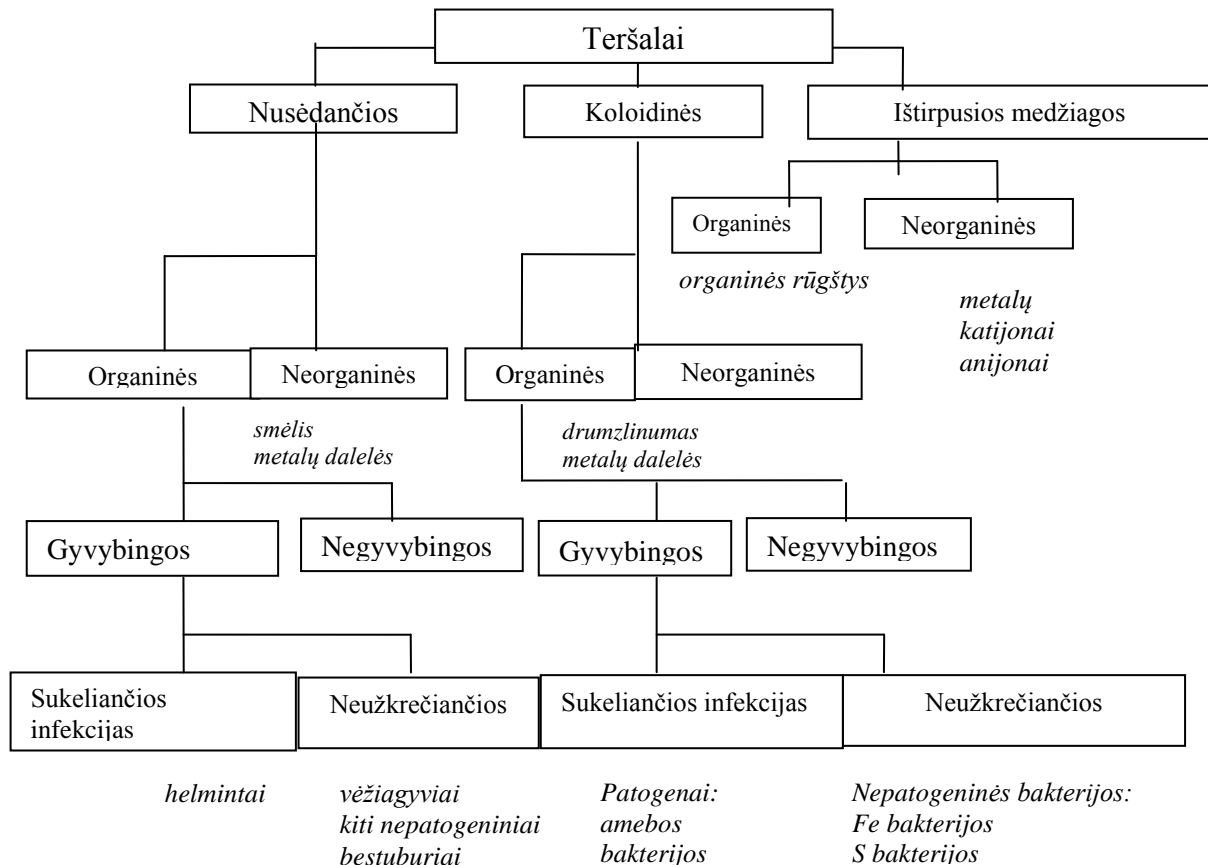 Teršalai
Nusėdančios
Koloidinės
Ištirpusios medžiagos
Organinės
Neorganinės
organinės rūgštys
metalų
katijonai
anijonai
Organinės
Neorganinės
Organinės
Neorganinės
smėlis
metalų dalelės
drumzlinumas
metalų dalelės
Gyvybingos
Negyvybingos
Gyvybingos
Negyvybingos
Sukeliančios
infekcijas
Neužkrečiančios
Sukeliančios infekcijas
Neužkrečiančios
helmintai
vėžiagyviai
kiti nepatogeniniai
bestuburiai
Patogenai:
amebos
bakterijos
Nepatogeninės bakterijos:
Fe bakterijos
S bakterijos